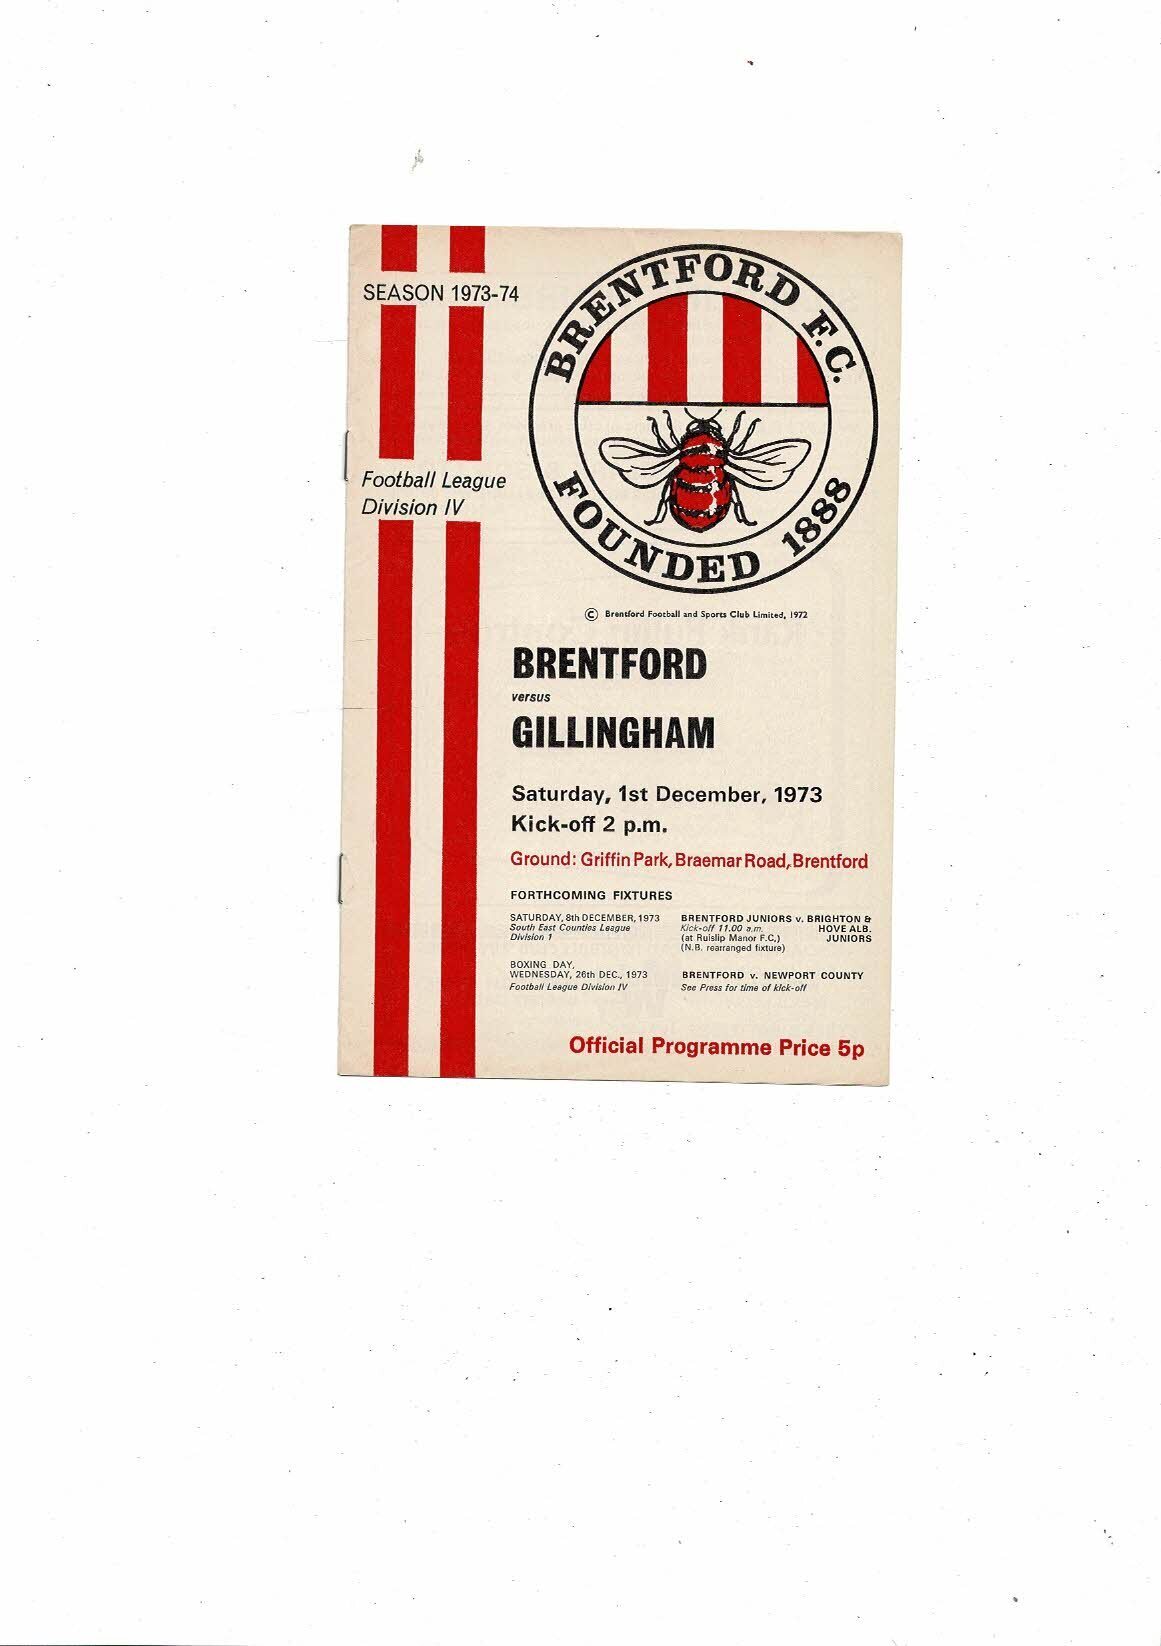 SEASON 1973-74
BRENTFORD F.C.
FOUNDED 1888
Football League
Division IV
© Brentford Football and Sports Club Limited, 1972
BRENTFORD
versus
GILLINGHAM
Saturday, 1st December, 1973
Kick-off 2 p.m.
Ground: Griffin Park, Braemar Road, Brentford
FORTHCOMING FIXTURES
SATURDAY, 8th DECEMBER, 1973
South East Counties League
Division 1
BRENTFORD JUNIORS v. BRIGHTON &
Kick-off 11.00 a.m. HOVE ALB.
(at Ruislip Manor F.C.) JUNIORS
(N.B. rearranged fixture)
BOXING DAY,
WEDNESDAY, 26th DEC., 1973
Football League Division IV
BRENTFORD v. NEWPORT COUNTY
See Press for time of kick-off
Official Programme Price 5p